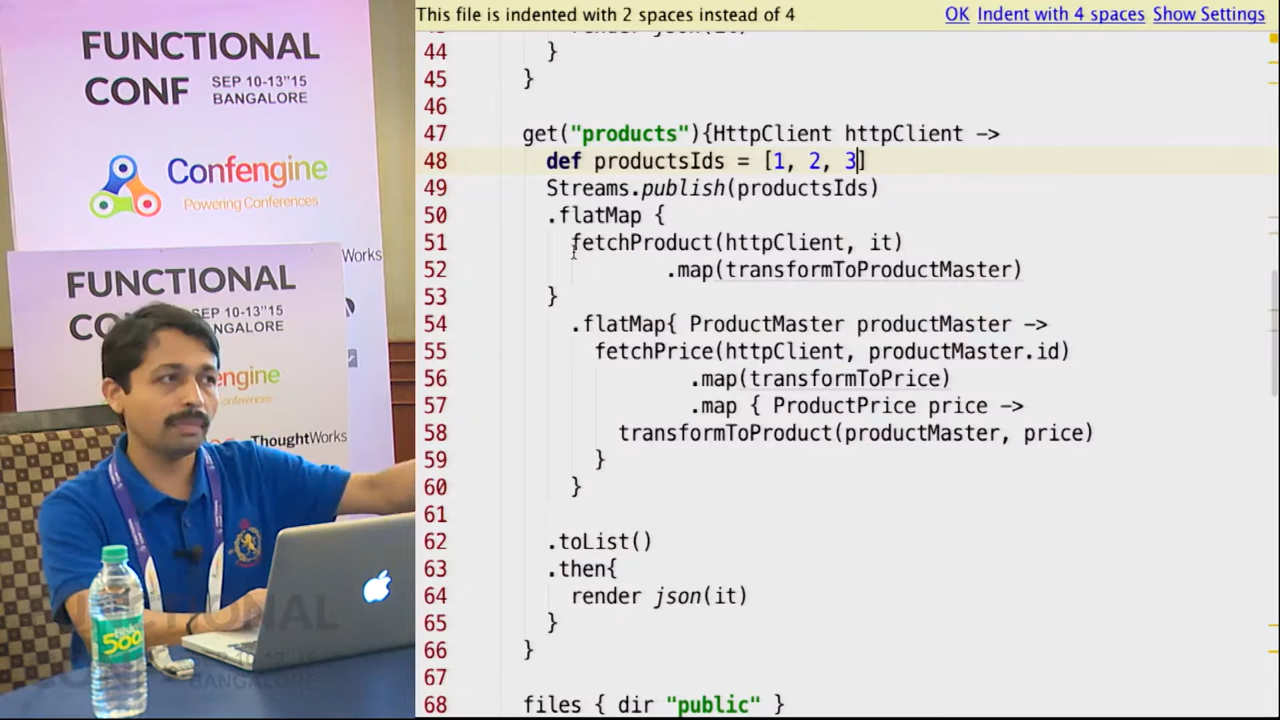 FUNCTIONAL
CONF
SEP 10-13"15
BANGALORE
Confengine
Powering Conferences
FUNCTIONAL
SEP 10-13"15
Works
engine
onferences
ThoughtWorks
500
This file is indented with 2 spaces instead of 4 OK Indent with 4 spaces Show Settings
44 }
45 }
46
47 get("products"){HttpClient httpClient ->
48 def productsIds = [1, 2, 3]
49 Streams.publish(productsIds)
50 .flatMap {
51 fetchProduct(httpClient, it)
52 .map(transformToProductMaster)
53 }
54 .flatMap{ ProductMaster productMaster ->
55 fetchPrice(httpClient, productMaster.id)
56 .map(transformToPrice)
57 .map { ProductPrice price ->
58 transformToProduct(productMaster, price)
59 }
60 }
61
62 .toList()
63 .then{
64 render json(it)
65 }
66 }
67
68 files { dir "public" }